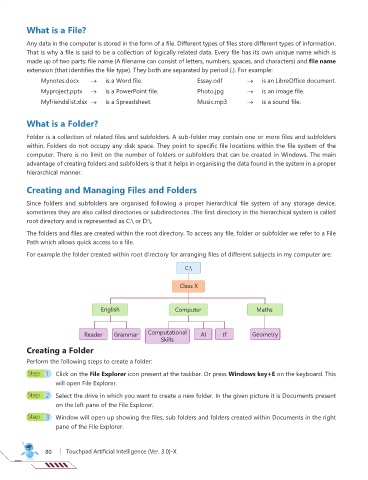 What is a File?
Any data in the computer is stored in the form of a file. Different types of files store different types of information.
That is why a file is said to be a collection of logically related data. Every file has its own unique name which is
made up of two parts: file name (A filename can consist of letters, numbers, spaces, and characters) and file name
extension (that identifies the file type). They both are separated by period (.). For example:
Mynotes.docx → is a Word file. Essay.odf → is an LibreOffice document.
Myproject.pptx → is a PowerPoint file. Photo.jpg → is an image file.
Myfriendslist.xlsx → is a Spreadsheet Music.mp3 → is a sound file.
What is a Folder?
Folder is a collection of related files and subfolders. A sub-folder may contain one or more files and subfolders
within. Folders do not occupy any disk space. They point to specific file locations within the file system of the
computer. There is no limit on the number of folders or subfolders that can be created in Windows. The main
advantage of creating folders and subfolders is that it helps in organising the data found in the system in a proper
hierarchical manner.
Creating and Managing Files and Folders
Since folders and subfolders are organised following a proper hierarchical file system of any storage device,
sometimes they are also called directories or subdirectories. The first directory in the hierarchical system is called
root directory and is represented as C:\ or D:\.
The folders and files are created within the root directory. To access any file, folder or subfolder we refer to a File
Path which allows quick access to a file.
For example the folder created within root directory for arranging files of different subjects in my computer are:
C:\
Class X
English Computer Maths
Reader Grammar Computational AI IT Geometry
Skills
Creating a Folder
Perform the following steps to create a folder:
Step 1 Click on the File Explorer icon present at the taskbar. Or press Windows key+E on the keyboard. This
will open File Explorer.
Step 2 Select the drive in which you want to create a new folder. In the given picture it is Documents present
on the left pane of the File Explorer.
Step 3 Window will open up showing the files, sub folders and folders created within Documents in the right
pane of the File Explorer.
80 | Touchpad Artificial Intelligence (Ver. 3.0)-X